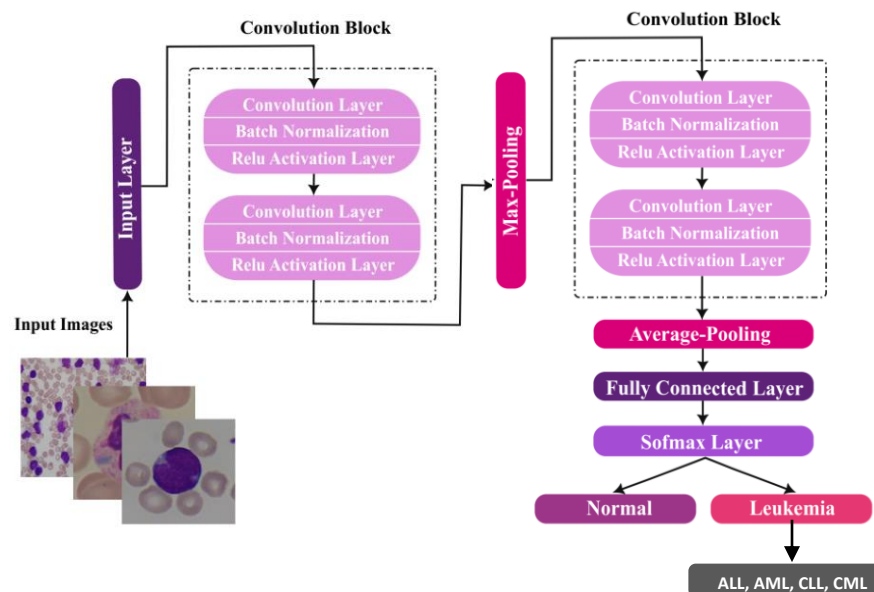 Convolution Block
Convolution Layer
Batch Normalization
Relu Activation Layer
Convolution Layer
Batch Normalization
Relu Activation Layer
Input Layer
Input Images
Max-Pooling
Convolution Block
Convolution Layer
Batch Normalization
Relu Activation Layer
Convolution Layer
Batch Normalization
Relu Activation Layer
Average-Pooling
Fully Connected Layer
Sofmax Layer
Normal
Leukemia
ALL, AML, CLL, CML